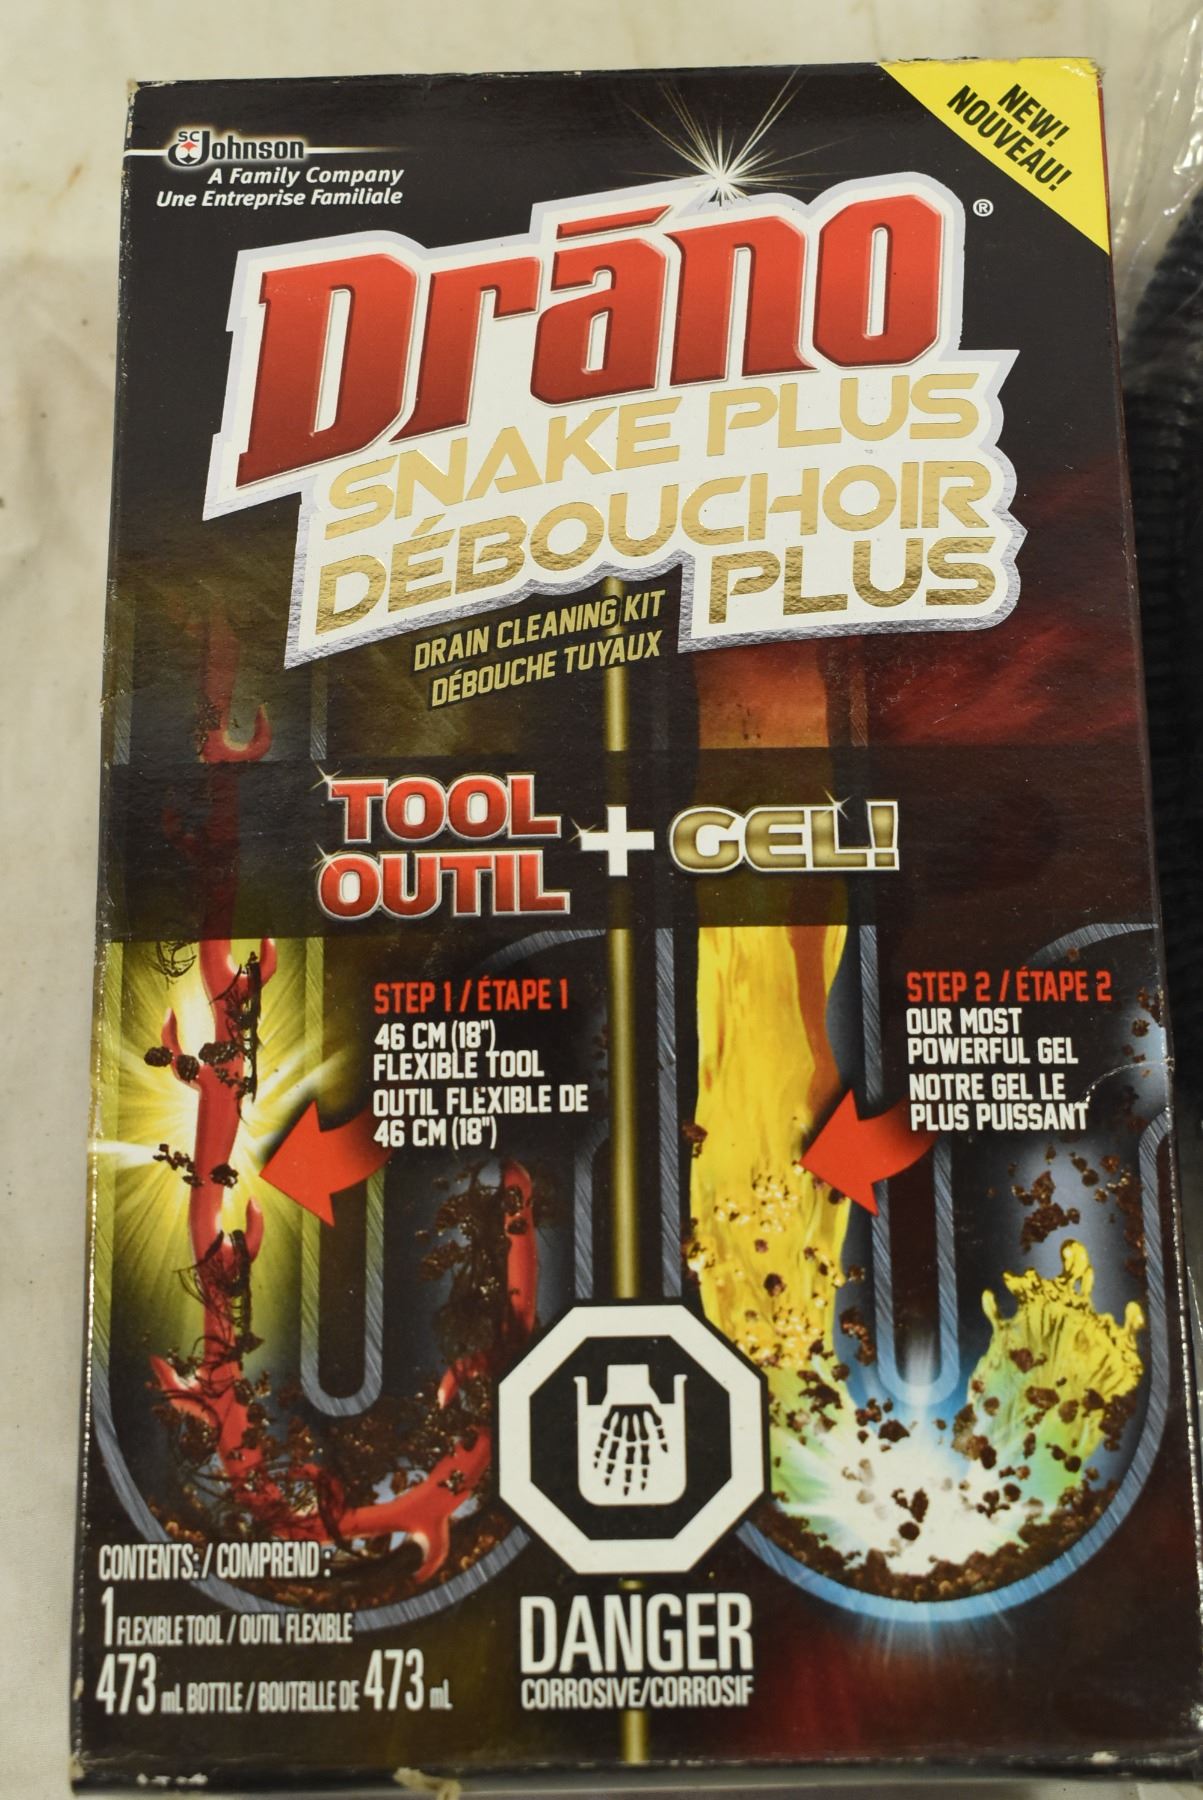 SC Johnson
A Family Company
Une Entreprise Familiale
NEW!
NOUVEAU!
Drāno®
SNAKE PLUS
DÉBOUCHOIR
PLUS
DRAIN CLEANING KIT
DÉBOUCHE TUYAUX
TOOL
OUTIL
+ GEL!
STEP 1 / ÉTAPE 1
46 CM (18")
FLEXIBLE TOOL
OUTIL FLEXIBLE DE
46 CM (18")
STEP 2 / ÉTAPE 2
OUR MOST
POWERFUL GEL
NOTRE GEL LE
PLUS PUISSANT
CONTENTS: / COMPREND :
1 FLEXIBLE TOOL / OUTIL FLEXIBLE
473 mL BOTTLE / BOUTEILLE DE 473 mL
DANGER
CORROSIVE/CORROSIF